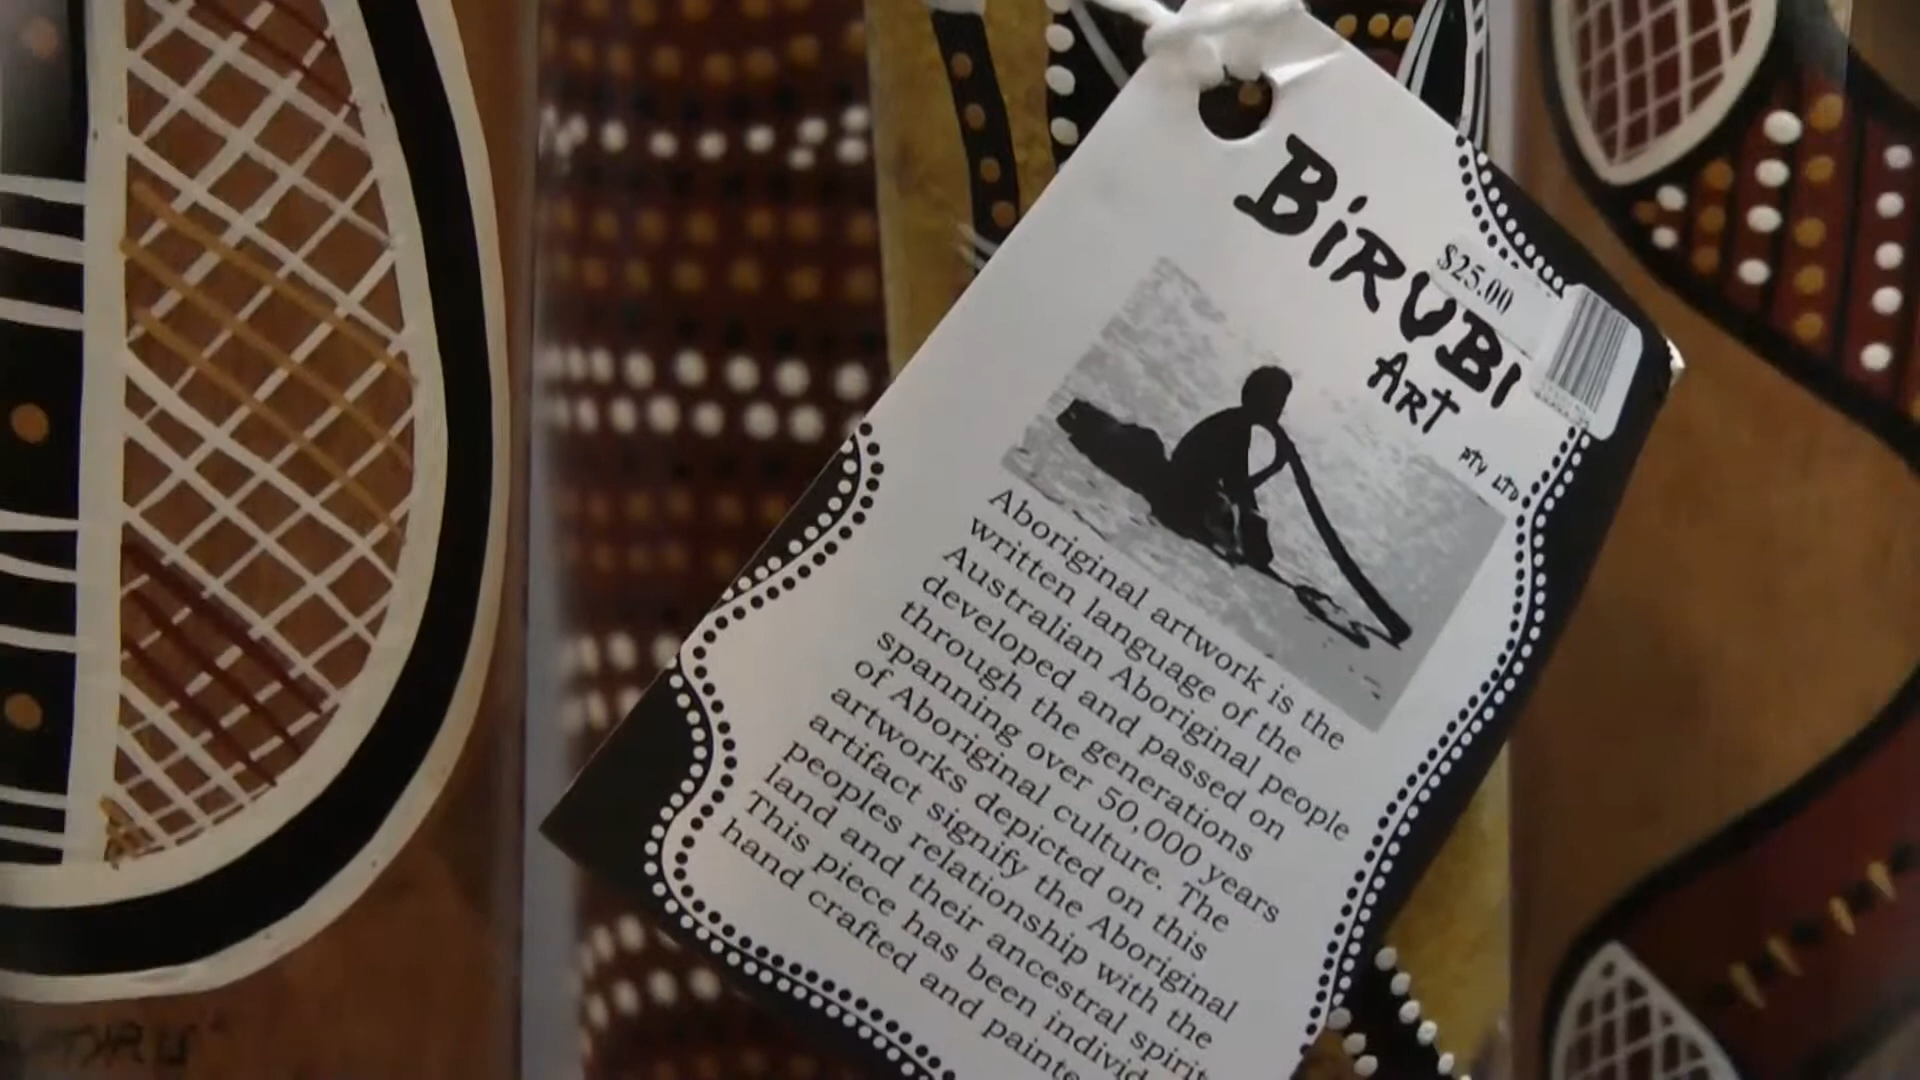 BiRUBI
ART
PTY LTD
$25.00
Aboriginal artwork is the
written language of the
Australian Aboriginal people
developed and passed on
through the generations
spanning over 50,000 years
of Aboriginal culture. The
artworks depicted on this
artifact signify the Aboriginal
peoples relationship with the
land and their ancestral spirit
This piece has been individ
hand crafted and painte